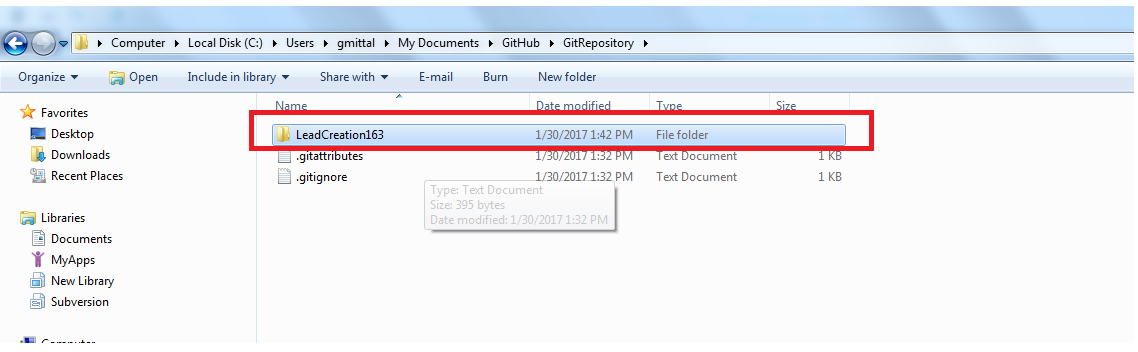 Computer Local Disk (C:) Users gmittal My Documents GitHub GitRepository
Organize Open Include in library Share with E-mail Burn New folder
Favorites
Desktop
Downloads
Recent Places
Libraries
Documents
MyApps
New Library
Subversion
Computer
Name Date modified Type Size
LeadCreation163 1/30/2017 1:42 PM File folder
.gitattributes 1/30/2017 1:32 PM Text Document 1 KB
.gitignore 1/30/2017 1:32 PM Text Document 1 KB
Type: Text Document
Size: 395 bytes
Date modified: 1/30/2017 1:32 PM